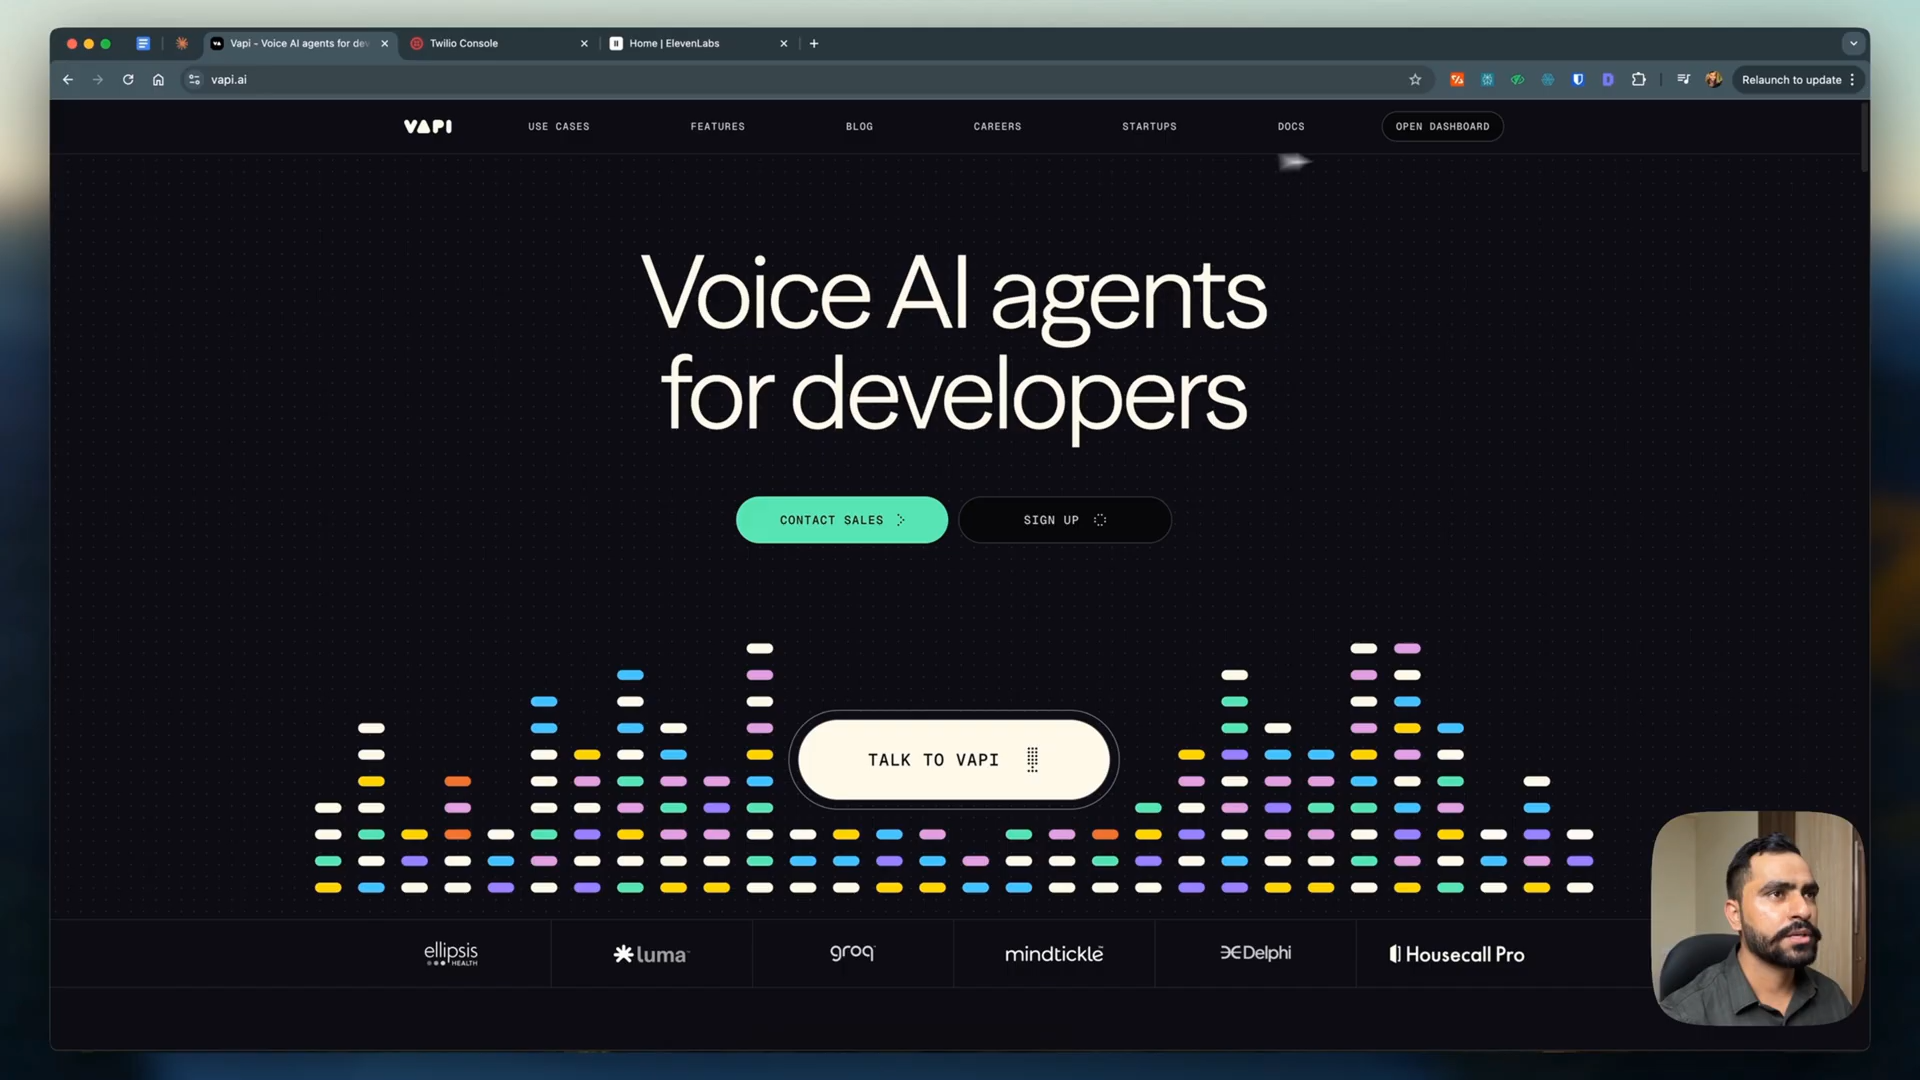 Vapi - Voice AI agents for dev
Twilio Console
Home | ElevenLabs
vapi.ai
Relaunch to update
VAPI
USE CASES
FEATURES
BLOG
CAREERS
STARTUPS
DOCS
OPEN DASHBOARD
Voice AI agents
for developers
CONTACT SALES
SIGN UP
TALK TO VAPI
ellipsis
HEALTH
luma
groq
mindtickle
Delphi
Housecall Pro